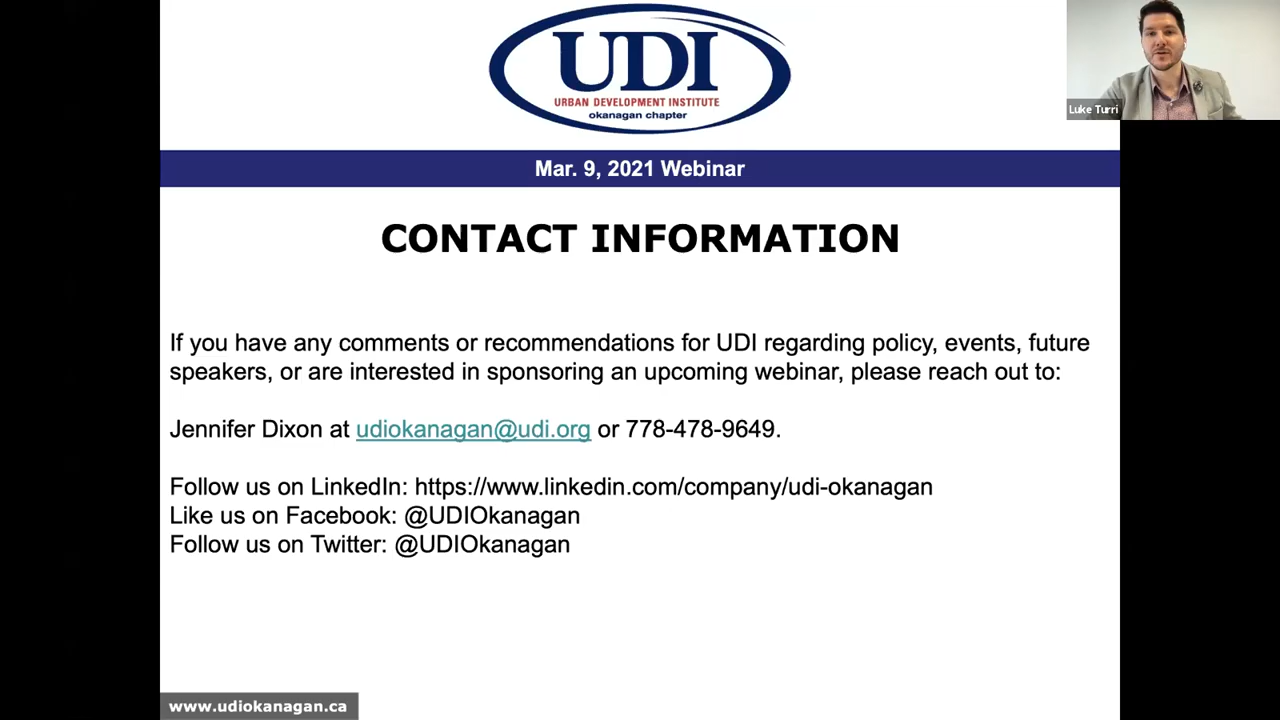 UDI
URBAN DEVELOPMENT INSTITUTE
okanagan chapter
Luke Turri
Mar. 9, 2021 Webinar
CONTACT INFORMATION
If you have any comments or recommendations for UDI regarding policy, events, future
speakers, or are interested in sponsoring an upcoming webinar, please reach out to:
Jennifer Dixon at udiokanagan@udi.org or 778-478-9649.
Follow us on LinkedIn: https://www.linkedin.com/company/udi-okanagan
Like us on Facebook: @UDIOkanagan
Follow us on Twitter: @UDIOkanagan
www.udiokanagan.ca